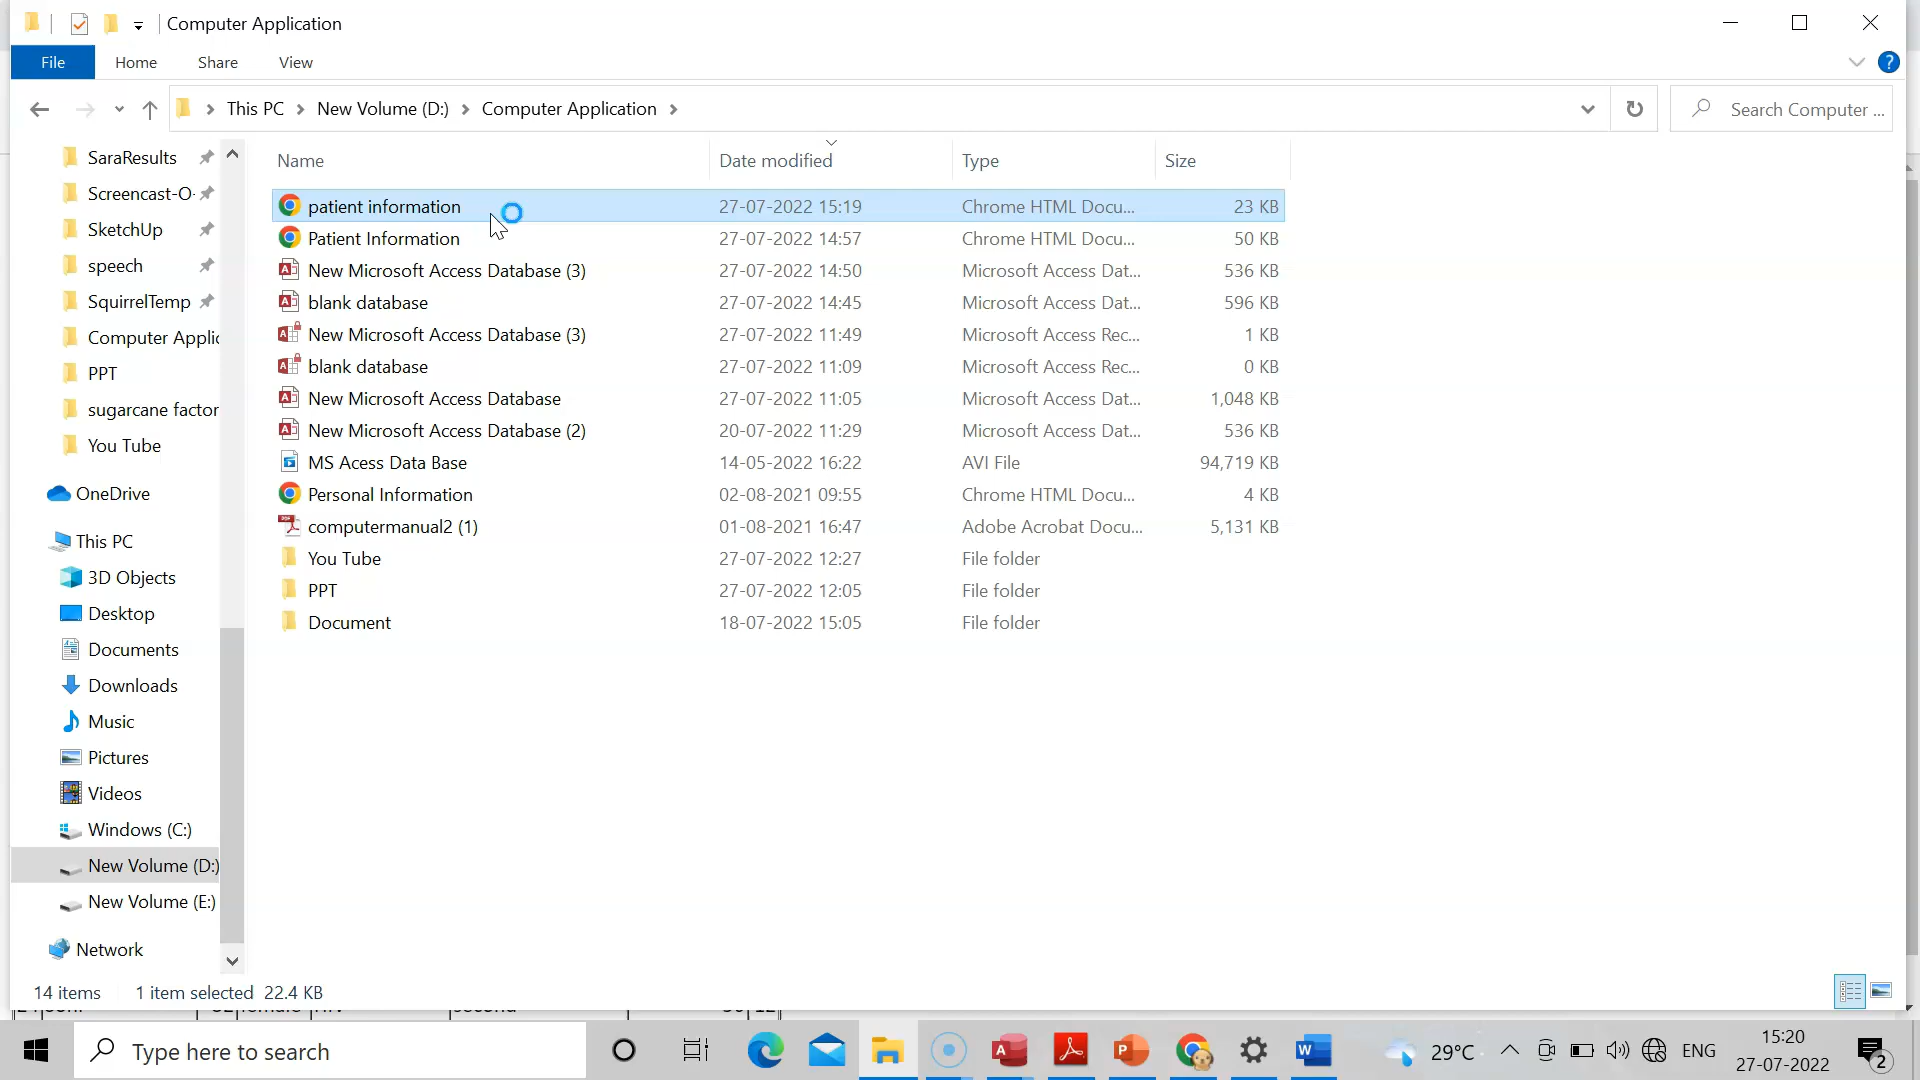 Computer Application
File Home Share View
This PC New Volume (D:) Computer Application
Search Computer ...
Name Date modified Type Size
patient information 27-07-2022 15:19 Chrome HTML Docu... 23 KB
Patient Information 27-07-2022 14:57 Chrome HTML Docu... 50 KB
New Microsoft Access Database (3) 27-07-2022 14:50 Microsoft Access Dat... 536 KB
blank database 27-07-2022 14:45 Microsoft Access Dat... 596 KB
New Microsoft Access Database (3) 27-07-2022 11:49 Microsoft Access Rec... 1 KB
blank database 27-07-2022 11:09 Microsoft Access Rec... 0 KB
New Microsoft Access Database 27-07-2022 11:05 Microsoft Access Dat... 1,048 KB
New Microsoft Access Database (2) 20-07-2022 11:29 Microsoft Access Dat... 536 KB
MS Acess Data Base 14-05-2022 16:22 AVI File 94,719 KB
Personal Information 02-08-2021 09:55 Chrome HTML Docu... 4 KB
computermanual2 (1) 01-08-2021 16:47 Adobe Acrobat Docu... 5,131 KB
You Tube 27-07-2022 12:27 File folder
PPT 27-07-2022 12:05 File folder
Document 18-07-2022 15:05 File folder
SaraResults
Screencast-O-
SketchUp
speech
SquirrelTemp
Computer Applic
PPT
sugarcane factor
You Tube
OneDrive
This PC
3D Objects
Desktop
Documents
Downloads
Music
Pictures
Videos
Windows (C:)
New Volume (D:)
New Volume (E:)
Network
14 items 1 item selected 22.4 KB
Type here to search
29°C ENG
15:20
27-07-2022
2